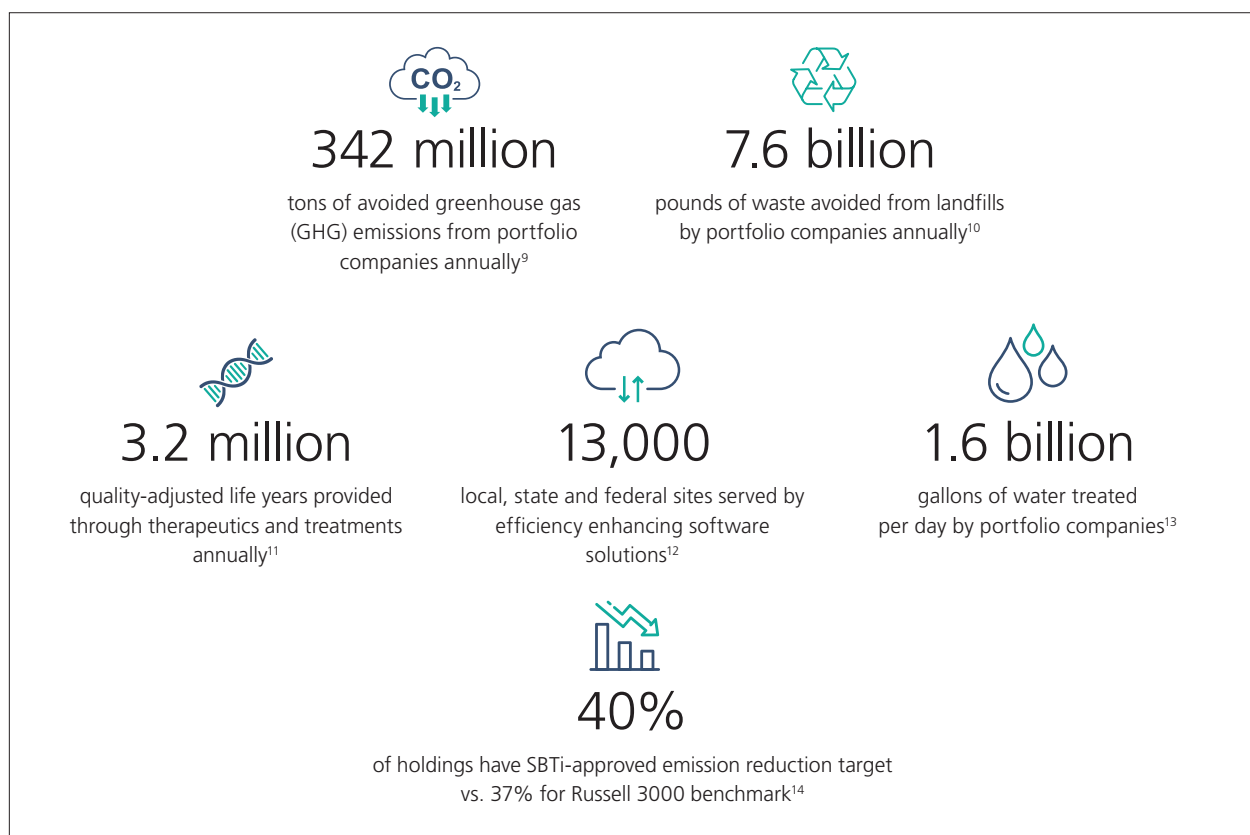 CO₂
342 million
tons of avoided greenhouse gas
(GHG) emissions from portfolio
companies annually⁹
7.6 billion
pounds of waste avoided from landfills
by portfolio companies annually¹⁰
3.2 million
quality-adjusted life years provided
through therapeutics and treatments
annually¹¹
13,000
local, state and federal sites served by
efficiency enhancing software
solutions¹²
1.6 billion
gallons of water treated
per day by portfolio companies¹³
40%
of holdings have SBTi-approved emission reduction target
vs. 37% for Russell 3000 benchmark¹⁴